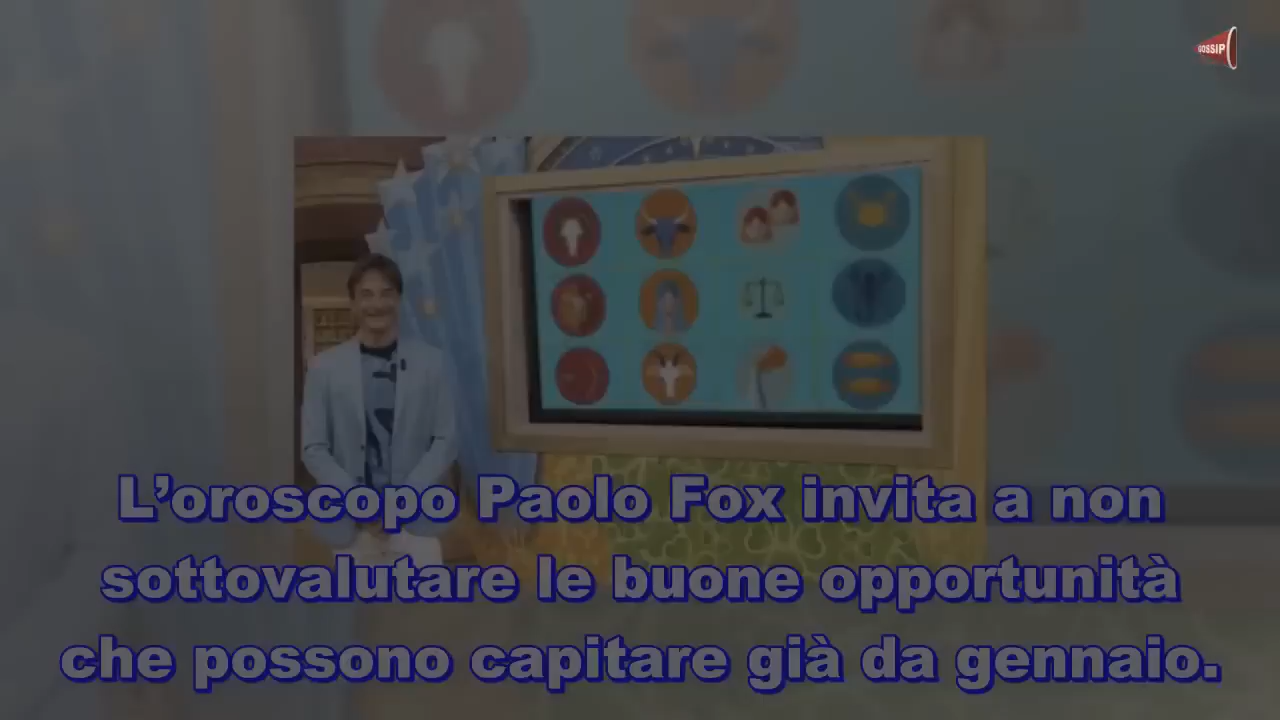 GOSSIP
L’oroscopo Paolo Fox invita a non
sottovalutare le buone opportunità
che possono capitare già da gennaio.